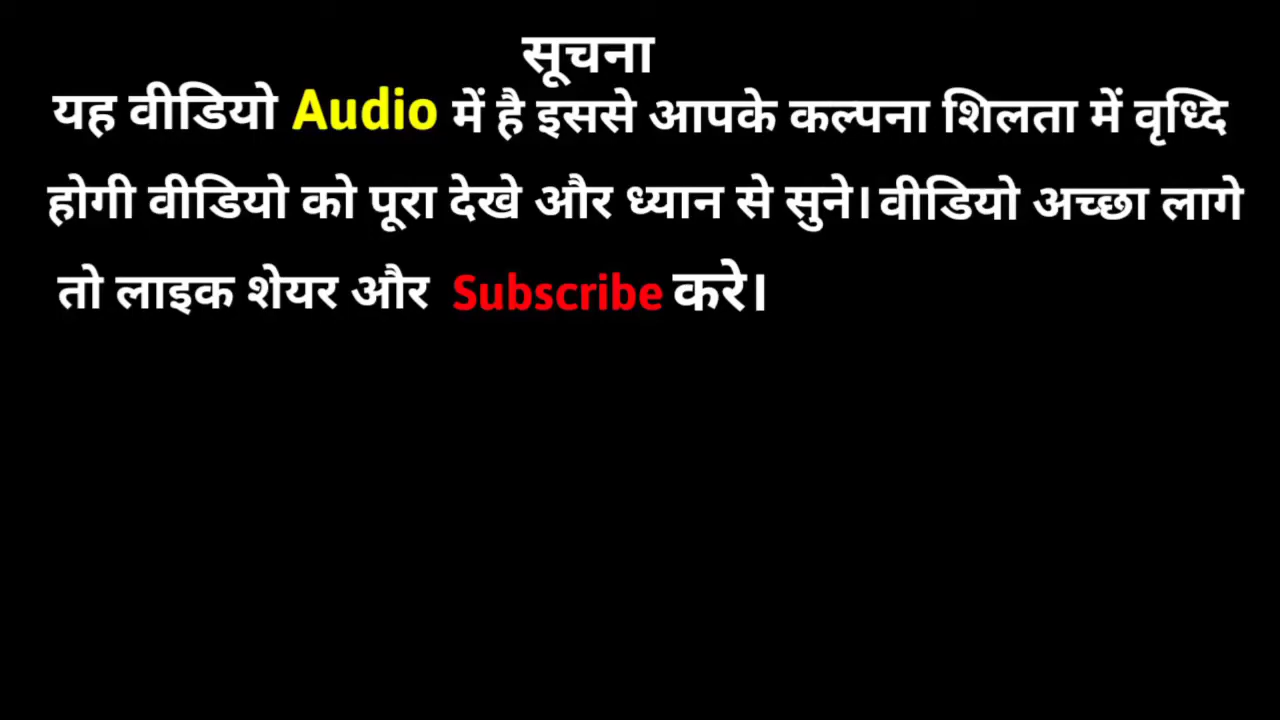 सूचना
यह वीडियो Audio में है इससे आपके कल्पना शिलता में वृध्दि
होगी वीडियो को पूरा देखे और ध्यान से सुने। वीडियो अच्छा लागे
तो लाइक शेयर और Subscribe करे।